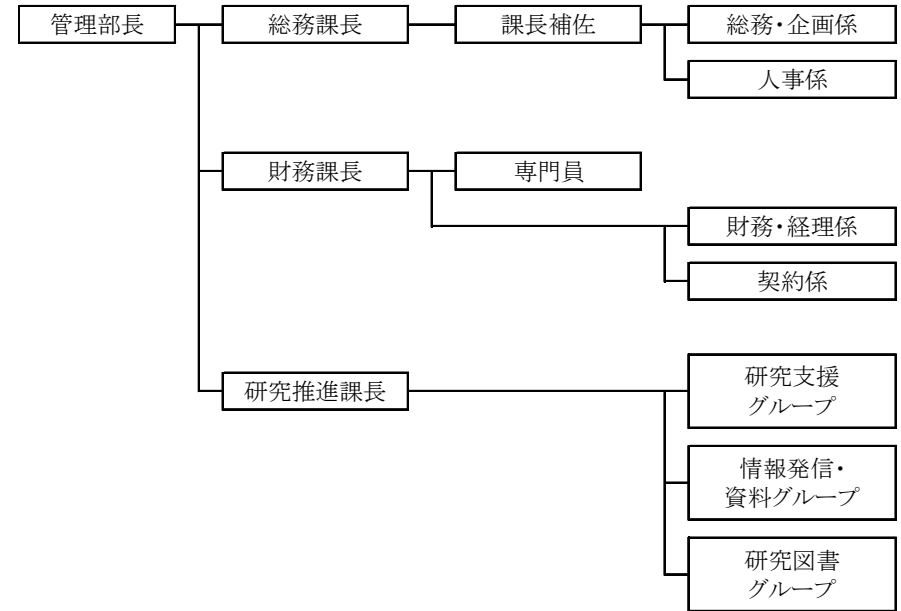 管理部長
総務課長
課長補佐
総務・企画係
人事係
財務課長
専門員
財務・経理係
契約係
研究推進課長
研究支援
グループ
情報発信・
資料グループ
研究図書
グループ